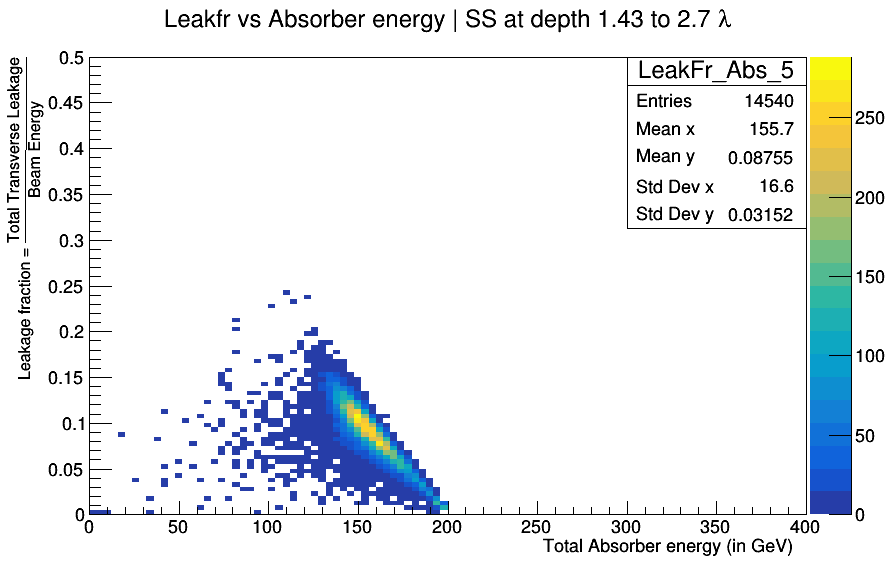 Leakfr vs Absorber energy | SS at depth 1.43 to 2.7 λ
Leakage fraction = Total Transverse Leakage
Beam Energy
0.5
0.45
0.4
0.35
0.3
0.25
0.2
0.15
0.1
0.05
0
LeakFr_Abs_5
Entries 14540
Mean x 155.7
Mean y 0.08755
Std Dev x 16.6
Std Dev y 0.03152
250
200
150
100
50
0
0 50 100 150 200 250 300 350 400
Total Absorber energy (in GeV)